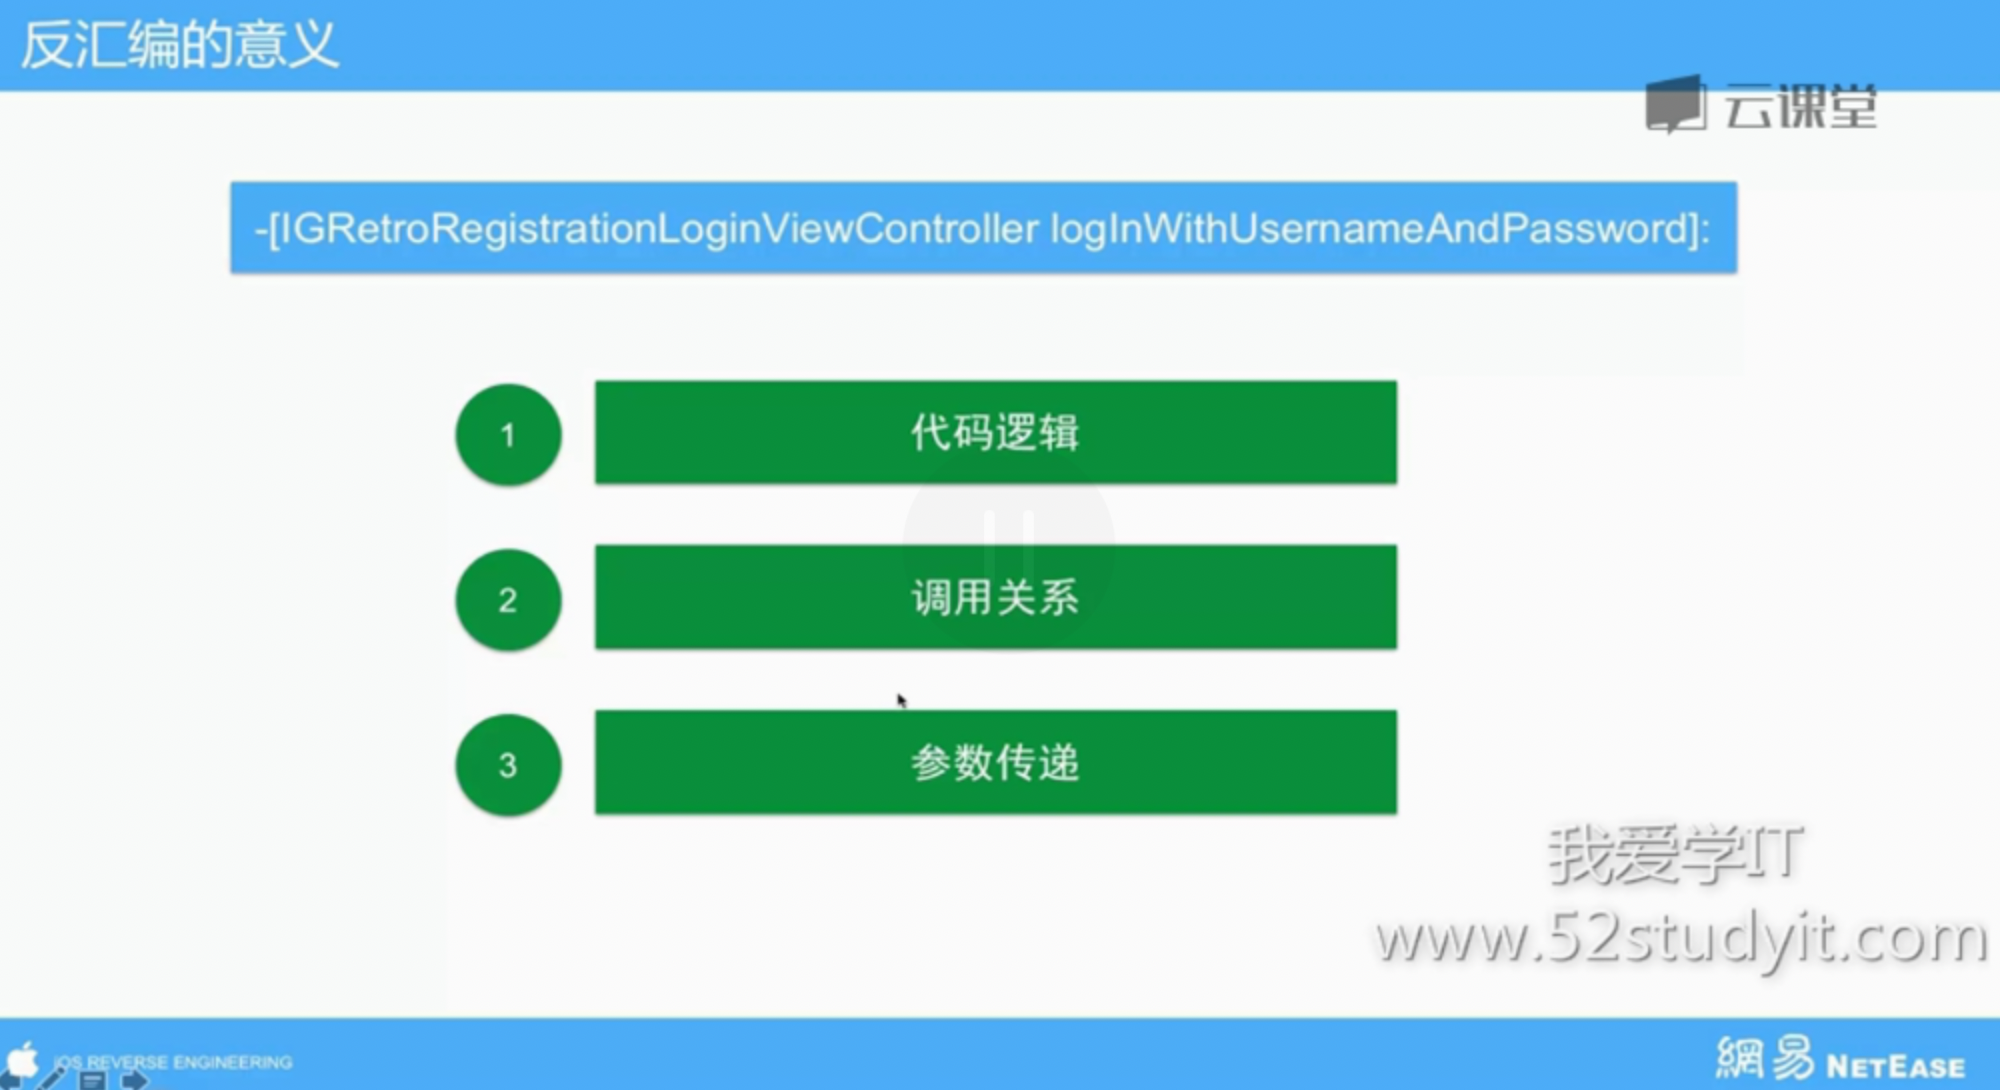 反汇编的意义
云课堂
-[IGRetroRegistrationLoginViewController logInWithUsernameAndPassword]:
1 代码逻辑
2 调用关系
3 参数传递
我爱学IT
www.52studyit.com
iOS REVERSE ENGINEERING
網易 NETEASE